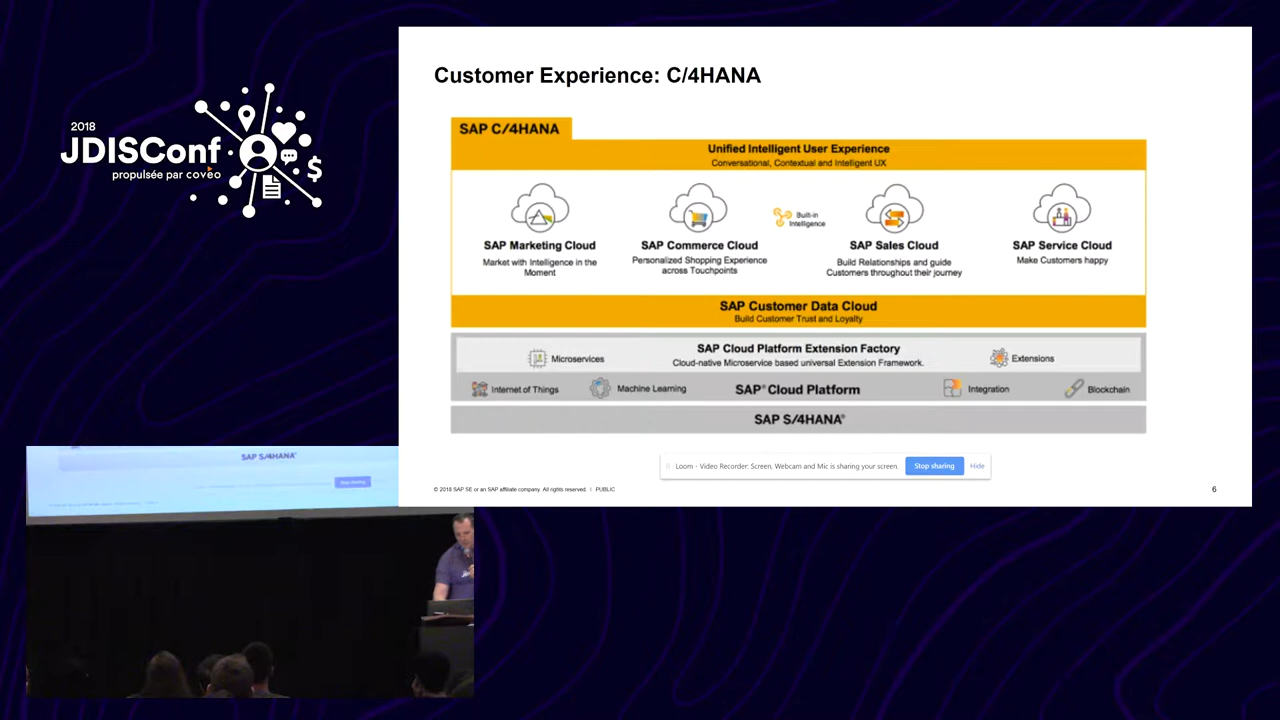 2018
JDISConf
propulsée par coveo
Customer Experience: C/4HANA
SAP C/4HANA
Unified Intelligent User Experience
Conversational, Contextual and Intelligent UX
Built-in
Intelligence
SAP Marketing Cloud
Market with Intelligence in the
Moment
SAP Commerce Cloud
Personalized Shopping Experience
across Touchpoints
SAP Sales Cloud
Build Relationships and guide
Customers throughout their journey
SAP Service Cloud
Make Customers happy
SAP Customer Data Cloud
Build Customer Trust and Loyalty
Microservices
SAP Cloud Platform Extension Factory
Cloud-native Microservice based universal Extension Framework.
Extensions
Internet of Things
Machine Learning
SAP® Cloud Platform
Integration
Blockchain
SAP S/4HANA®
Loom - Video Recorder: Screen, Webcam and Mic is sharing your screen.
Stop sharing
Hide
© 2018 SAP SE or an SAP affiliate company. All rights reserved. | PUBLIC
6
SAP S/4HANA®
Stop sharing